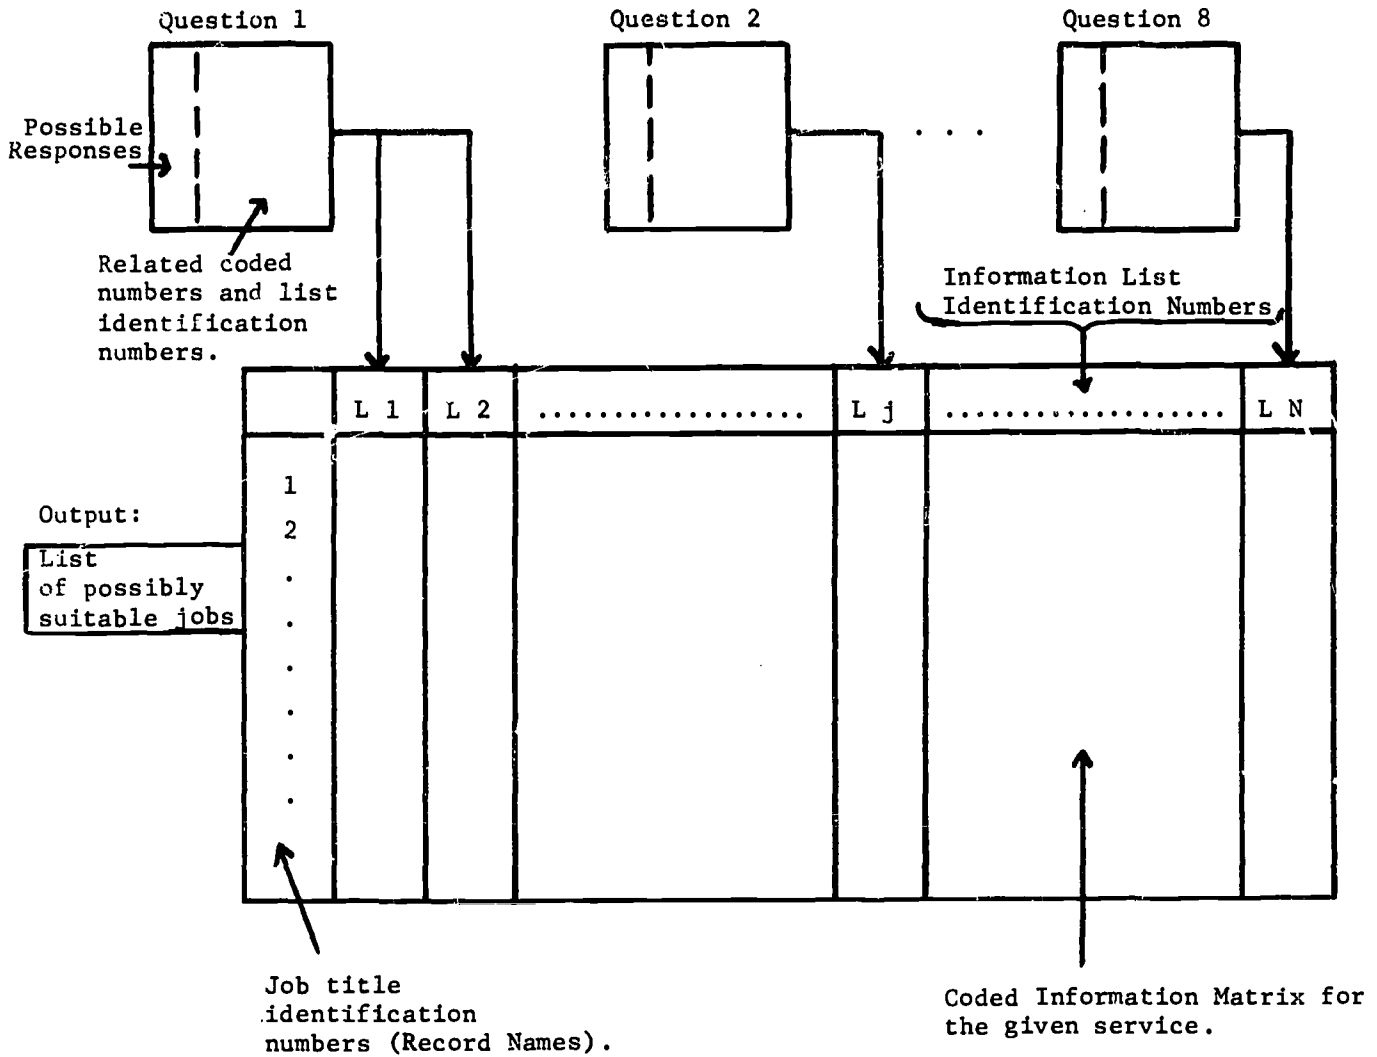 Question 1
Question 2
Question 8
Possible
Responses
. . .
Related coded
numbers and list
identification
numbers.
Information List
Identification Numbers
L 1
L 2
..................
L j
...................
L N
1
2
.
.
.
.
.
.
Output:
List
of possibly
suitable jobs
Job title
identification
numbers (Record Names).
Coded Information Matrix for
the given service.